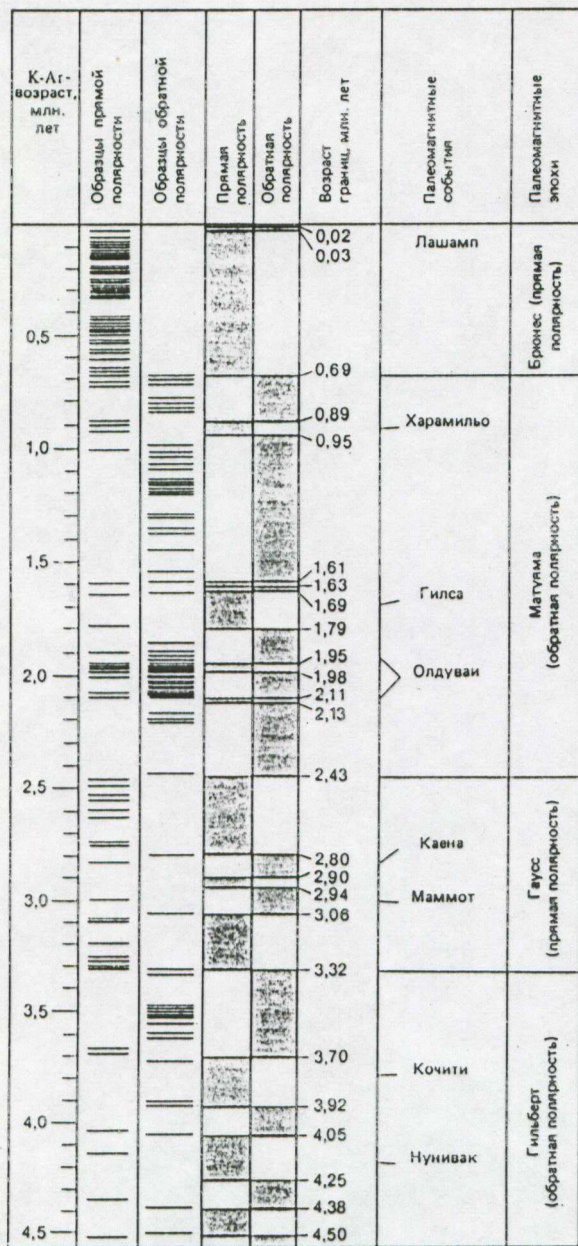 К-Аг-
возраст,
млн.
лет
Образцы прямой
полярности
Образцы обратной
полярности
Прямая
полярность
Обратная
полярность
Возраст
границ, млн. лет
Палеомагнитные
события
Палеомагнитные
эпохи
0,5
1,0
1,5
2,0
2,5
3,0
3,5
4,0
4,5
0,02
0,03
0,69
0,89
0,95
1,61
1,63
1,69
1,79
1,95
1,98
2,11
2,13
2,43
2,80
2,90
2,94
3,06
3,32
3,70
3,92
4,05
4,25
4,38
4,50
Лашамп
Харамильо
Гилса
Олдуваи
Каена
Маммот
Кочити
Нунивак
Брюнес (прямая
полярность)
Матуяма
(обратная полярность)
Гаусс
(прямая полярность)
Гильберт
(обратная полярность)